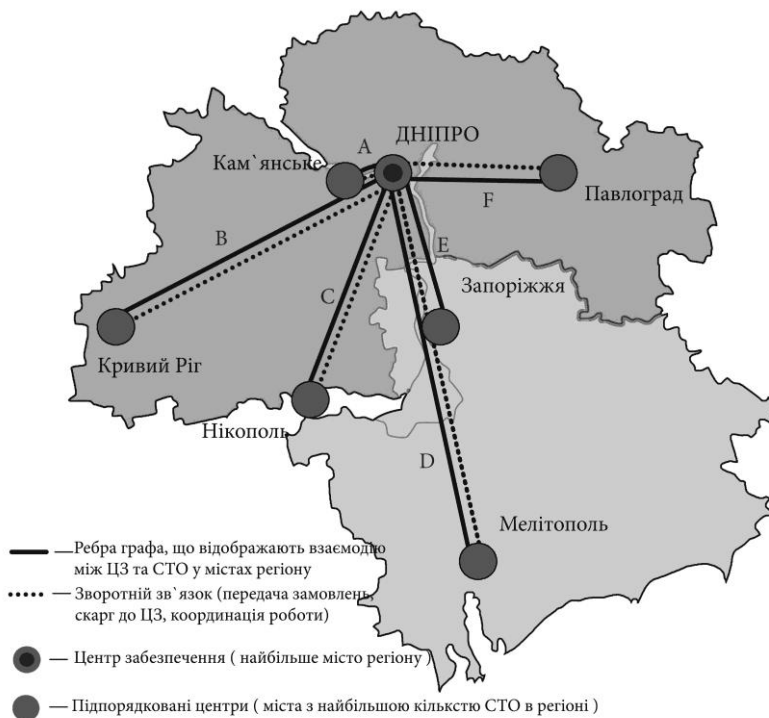 ДНІПРО
A
Кам`янське
Павлоград
F
B
E
Запоріжжя
C
Кривий Ріг
Нікополь
D
Мелітополь
— Ребра графа, що відображають взаємодію
між ЦЗ та СТО у містах регіону
— Зворотній зв`язок (передача замовлень,
скарг до ЦЗ, координація роботи)
— Центр забезпечення ( найбільше місто регіону )
— Підпорядковані центри ( міста з найбільшою кількстю СТО в регіоні )